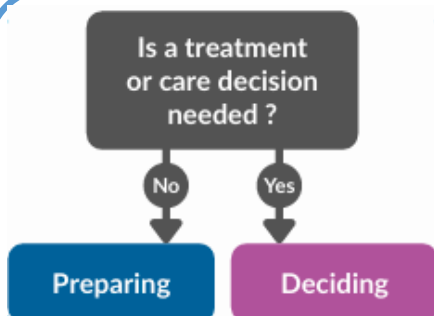 Is a treatment
or care decision
needed ?
No
Yes
Preparing
Deciding